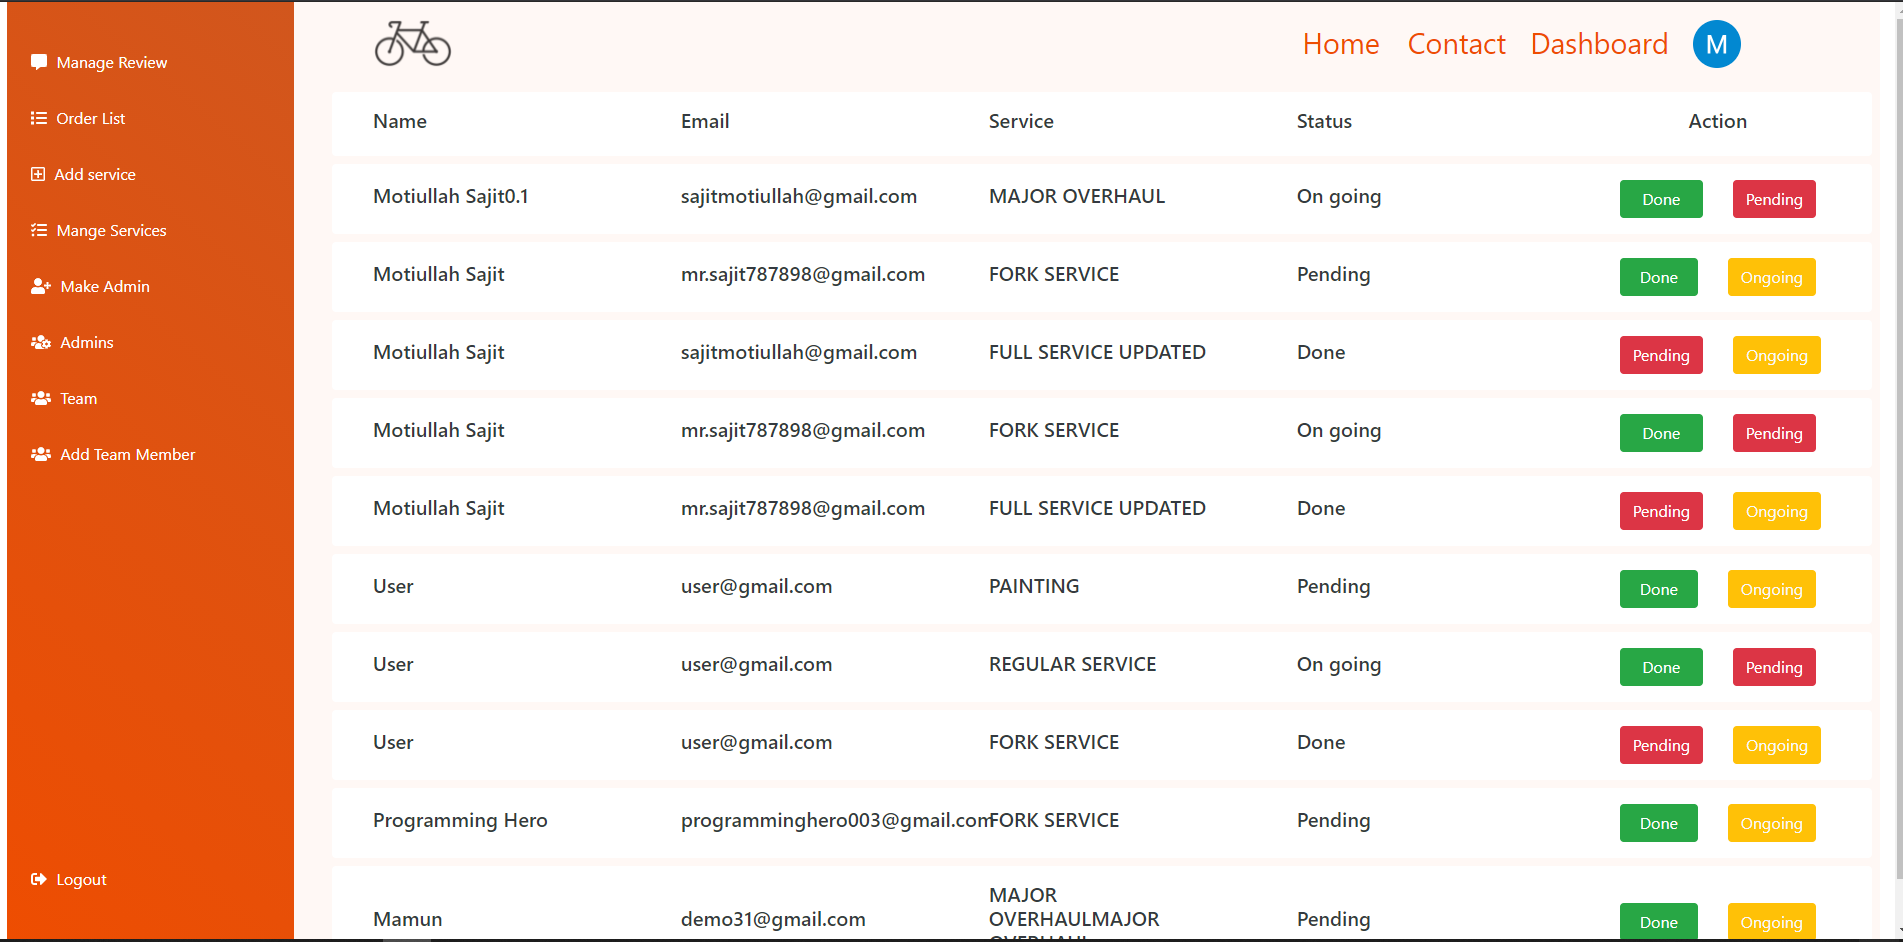 Home Contact Dashboard M
Manage Review
Order List
Add service
Mange Services
Make Admin
Admins
Team
Add Team Member
Logout
Name Email Service Status Action
Motiullah Sajit0.1 sajitmotiullah@gmail.com MAJOR OVERHAUL On going Done Pending
Motiullah Sajit mr.sajit787898@gmail.com FORK SERVICE Pending Done Ongoing
Motiullah Sajit sajitmotiullah@gmail.com FULL SERVICE UPDATED Done Pending Ongoing
Motiullah Sajit mr.sajit787898@gmail.com FORK SERVICE On going Done Pending
Motiullah Sajit mr.sajit787898@gmail.com FULL SERVICE UPDATED Done Pending Ongoing
User user@gmail.com PAINTING Pending Done Ongoing
User user@gmail.com REGULAR SERVICE On going Done Pending
User user@gmail.com FORK SERVICE Done Pending Ongoing
Programming Hero programminghero003@gmail.com FORK SERVICE Pending Done Ongoing
MAJOR
Mamun demo31@gmail.com OVERHAULMAJOR Pending Done Ongoing